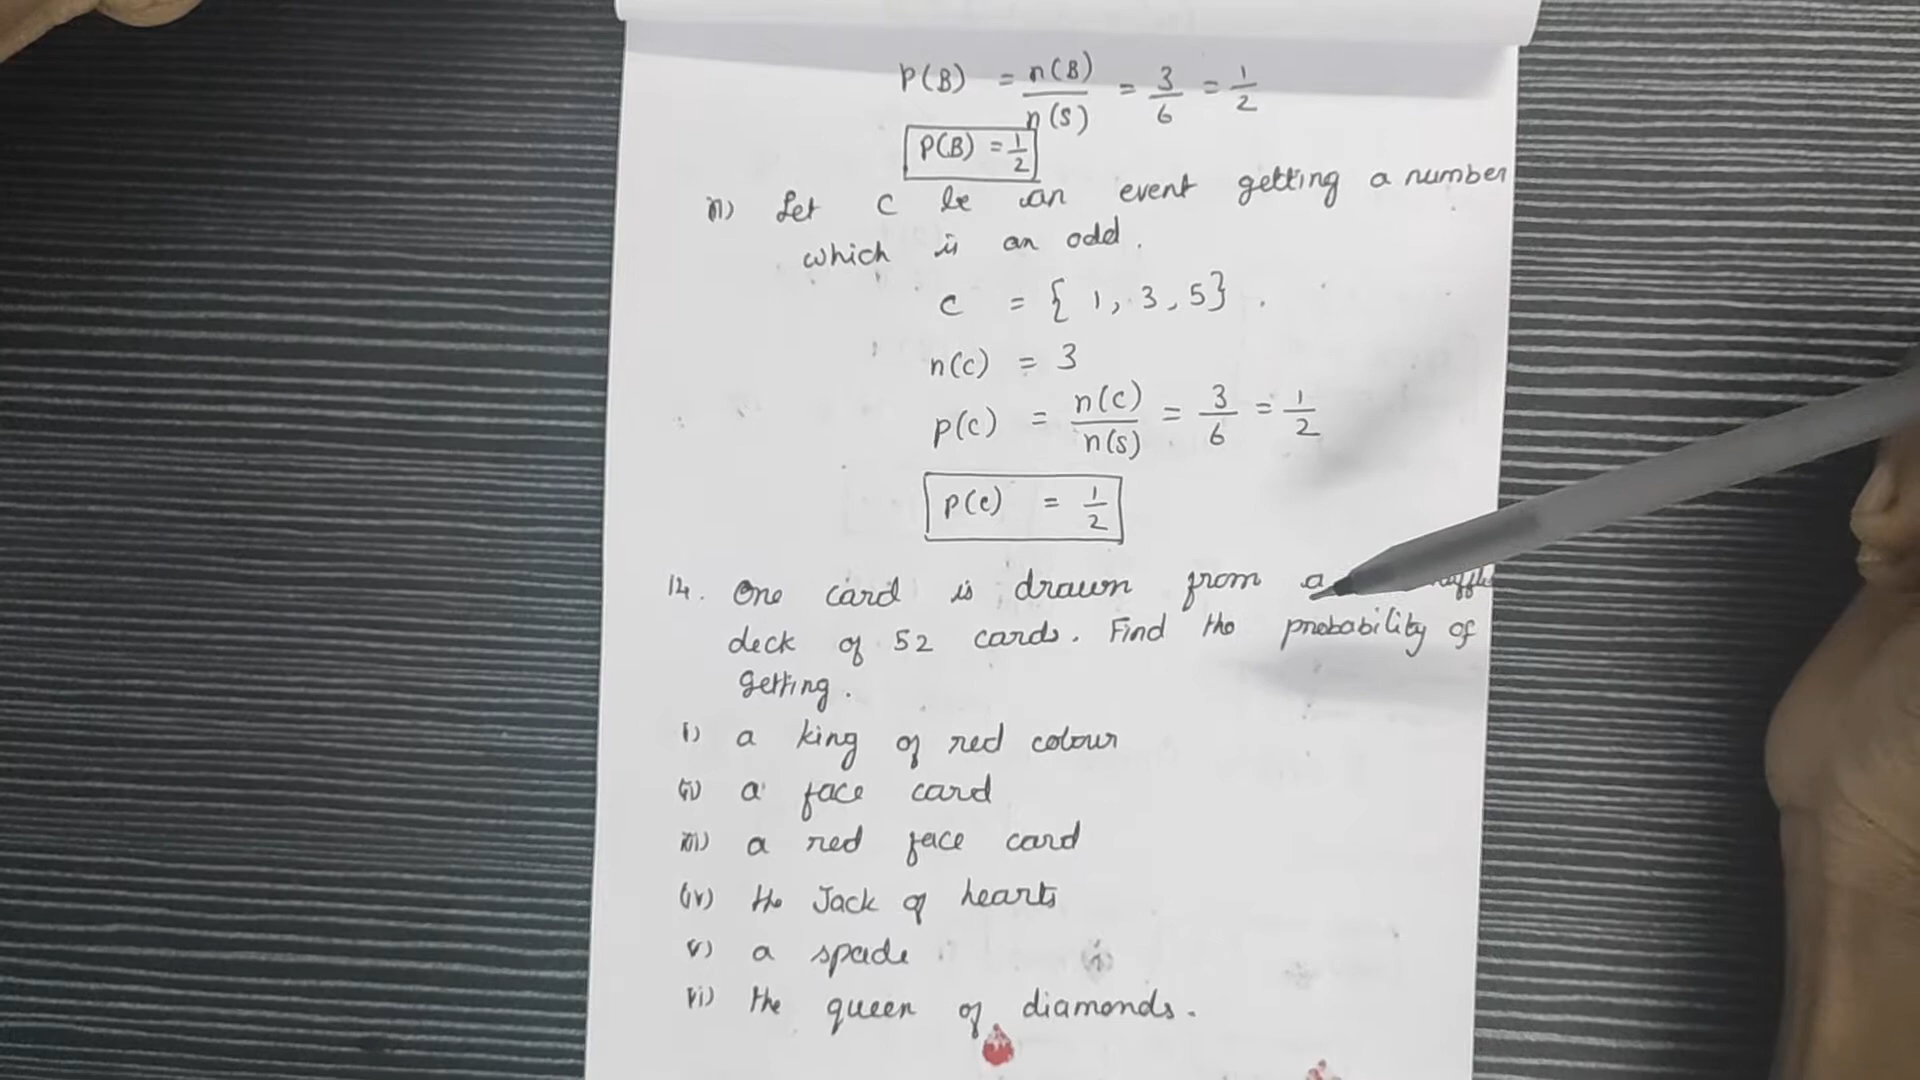 P(B) = n(B)/n(S) = 3/6 = 1/2
P(B) = 1/2
ii) Let C be an event getting a number
which is an odd.
C = { 1, 3, 5} .
n(c) = 3
p(c) = n(c)/n(s) = 3/6 = 1/2
p(c) = 1/2
14. One card is drawn from a
deck of 52 cards. Find the probability of
getting.
i) a king of red colour
(ii) a face card
iii) a red face card
(iv) the Jack of hearts
v) a spade
vi) the queen of diamonds.